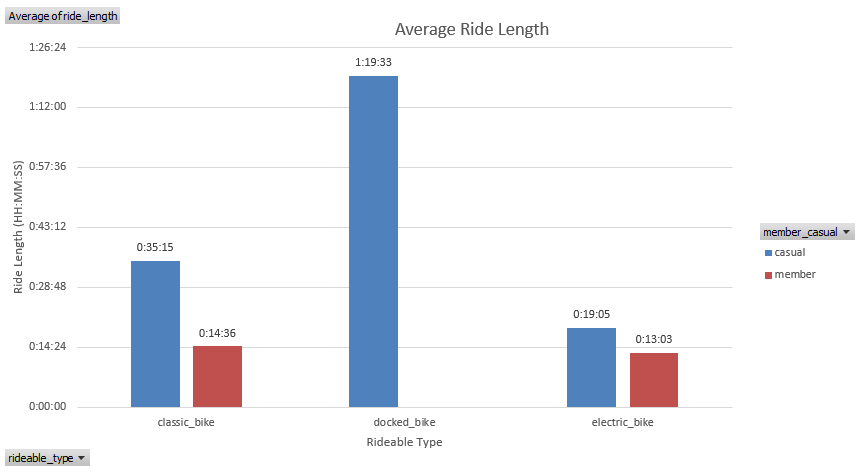 Average of ride_length
Average Ride Length
1:26:24
1:12:00
0:57:36
0:43:12
0:28:48
0:14:24
0:00:00
Ride Length (HH:MM:SS)
0:35:15
0:14:36
1:19:33
0:19:05
0:13:03
classic_bike
docked_bike
electric_bike
Rideable Type
member_casual
casual
member
rideable_type